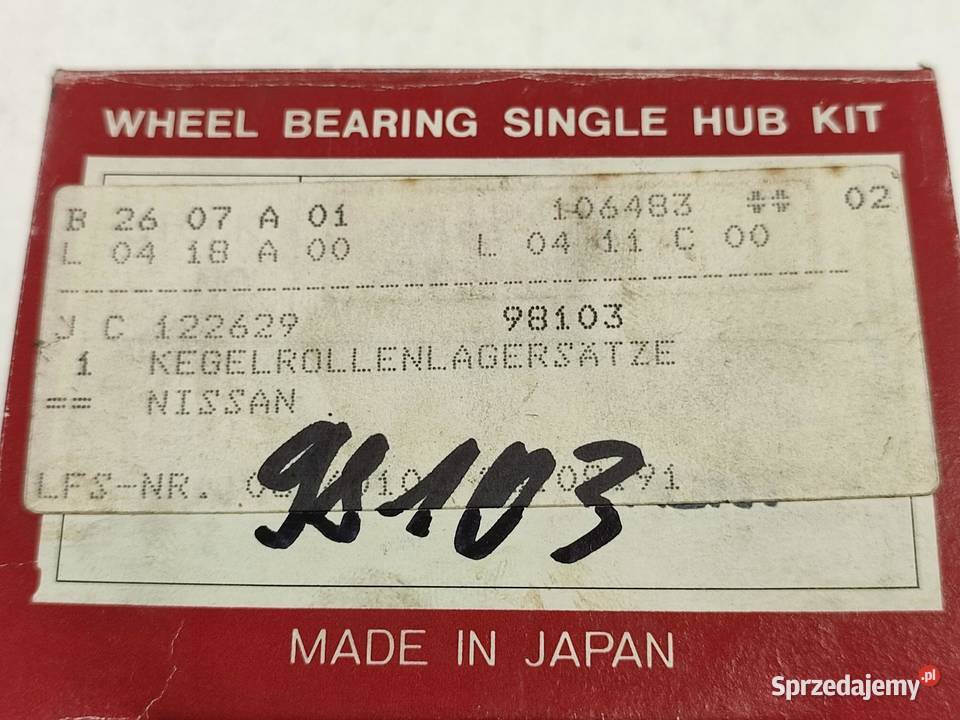 WHEEL BEARING SINGLE HUB KIT
B 26 07 A 01 106483 ** 02
L 04 18 A 00 L 04 11 C 00
J C 122629 98103
1 KEGELROLLENLAGERSÄTZE
== NISSAN
LFS-NR.
98103
MADE IN JAPAN
Sprzedajemy.pl